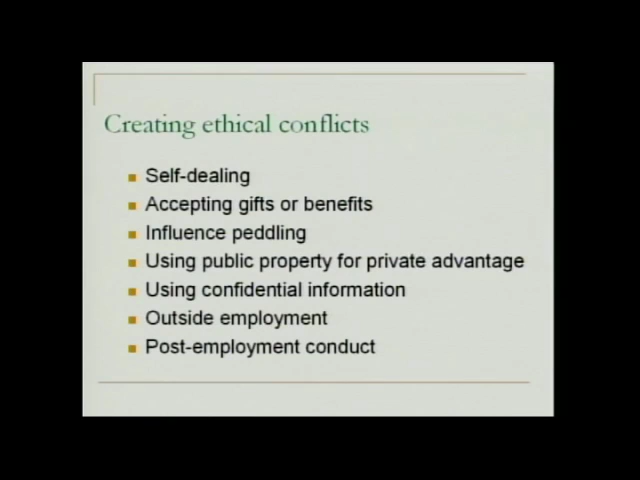 Creating ethical conflicts
Self-dealing
Accepting gifts or benefits
Influence peddling
Using public property for private advantage
Using confidential information
Outside employment
Post-employment conduct